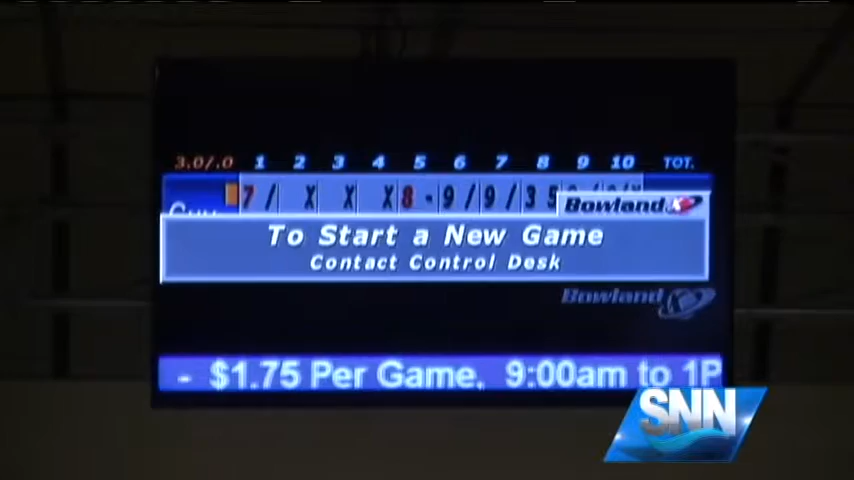 3.0/.0 1 2 3 4 5 6 7 8 9 10 TOT.
7 / X X X 8 - 9 / 9 / 3 5
Bowland
To Start a New Game
Contact Control Desk
Bowland
- $1.75 Per Game, 9:00am to 1P
SNN